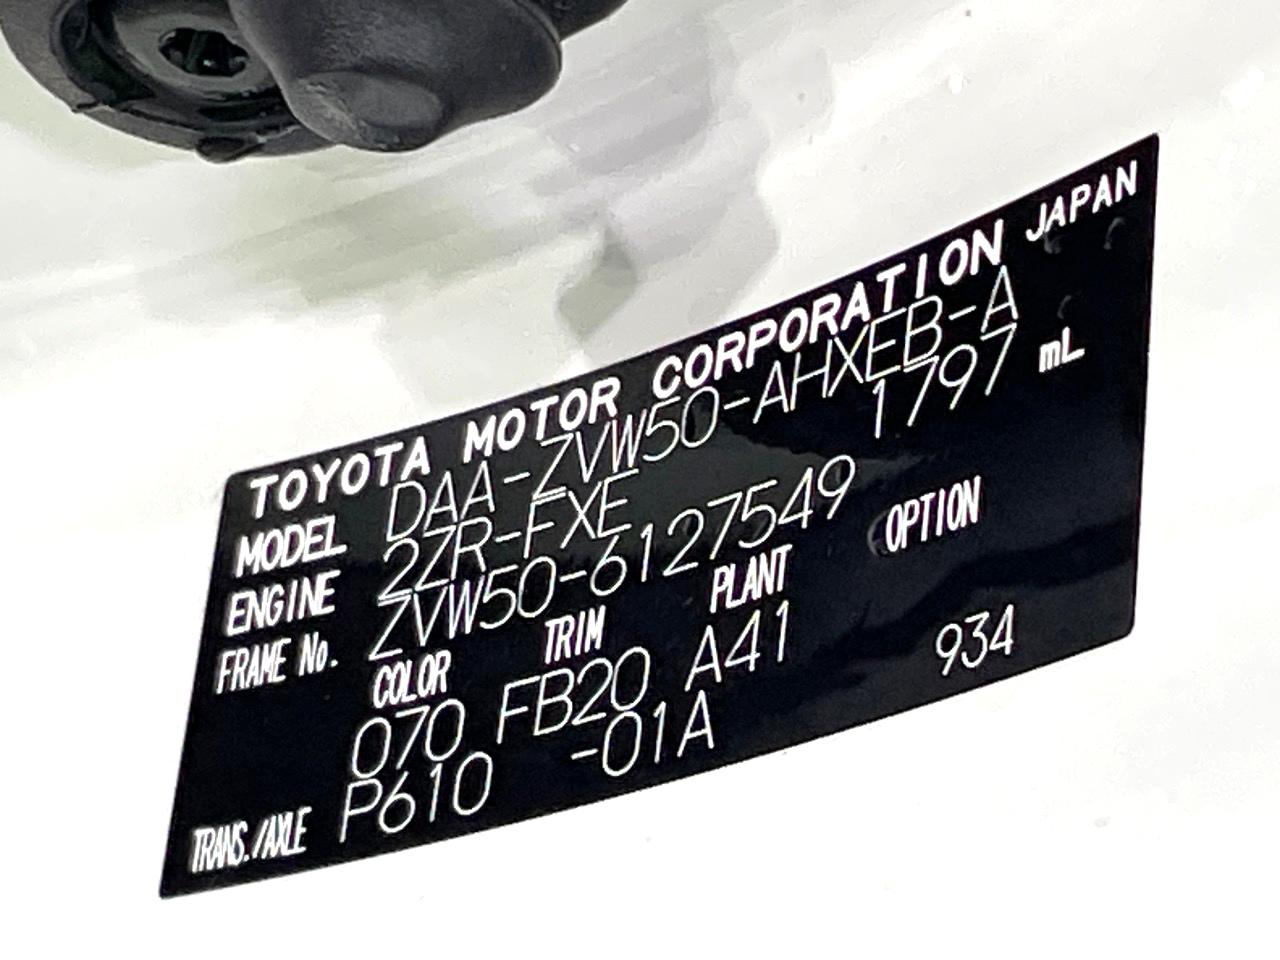 TOYOTA MOTOR CORPORATION JAPAN
MODEL DAA-ZVW50-AHXEB-A
ENGINE 2ZR-FXE 1797 mL
FRAME No. ZVW50-6127549
COLOR TRIM PLANT OPTION
070 FB20 A41 934
TRANS./AXLE P610 -01A